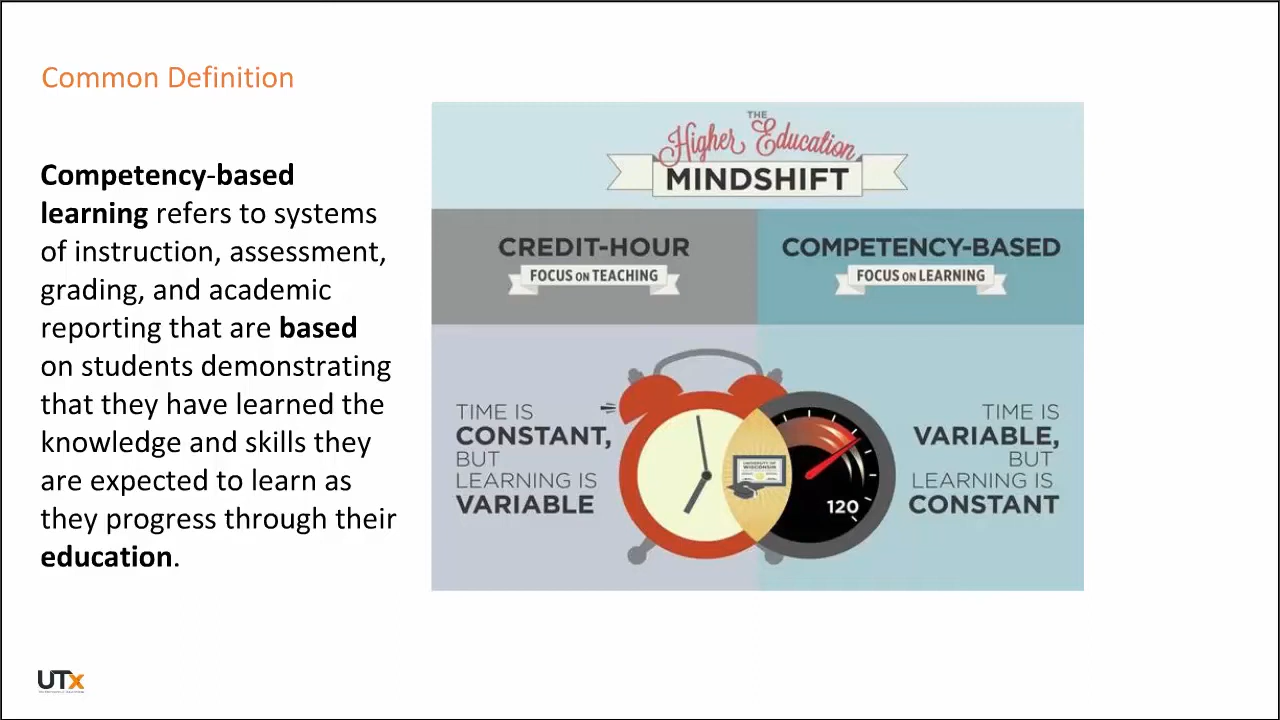 Common Definition
Competency-based
learning refers to systems
of instruction, assessment,
grading, and academic
reporting that are based
on students demonstrating
that they have learned the
knowledge and skills they
are expected to learn as
they progress through their
education.
THE
Higher Education
MINDSHIFT
CREDIT-HOUR
FOCUS ON TEACHING
COMPETENCY-BASED
FOCUS ON LEARNING
TIME IS
CONSTANT,
BUT
LEARNING IS
VARIABLE
UNIVERSITY OF
WISCONSIN
120
TIME IS
VARIABLE,
BUT
LEARNING IS
CONSTANT
UTx